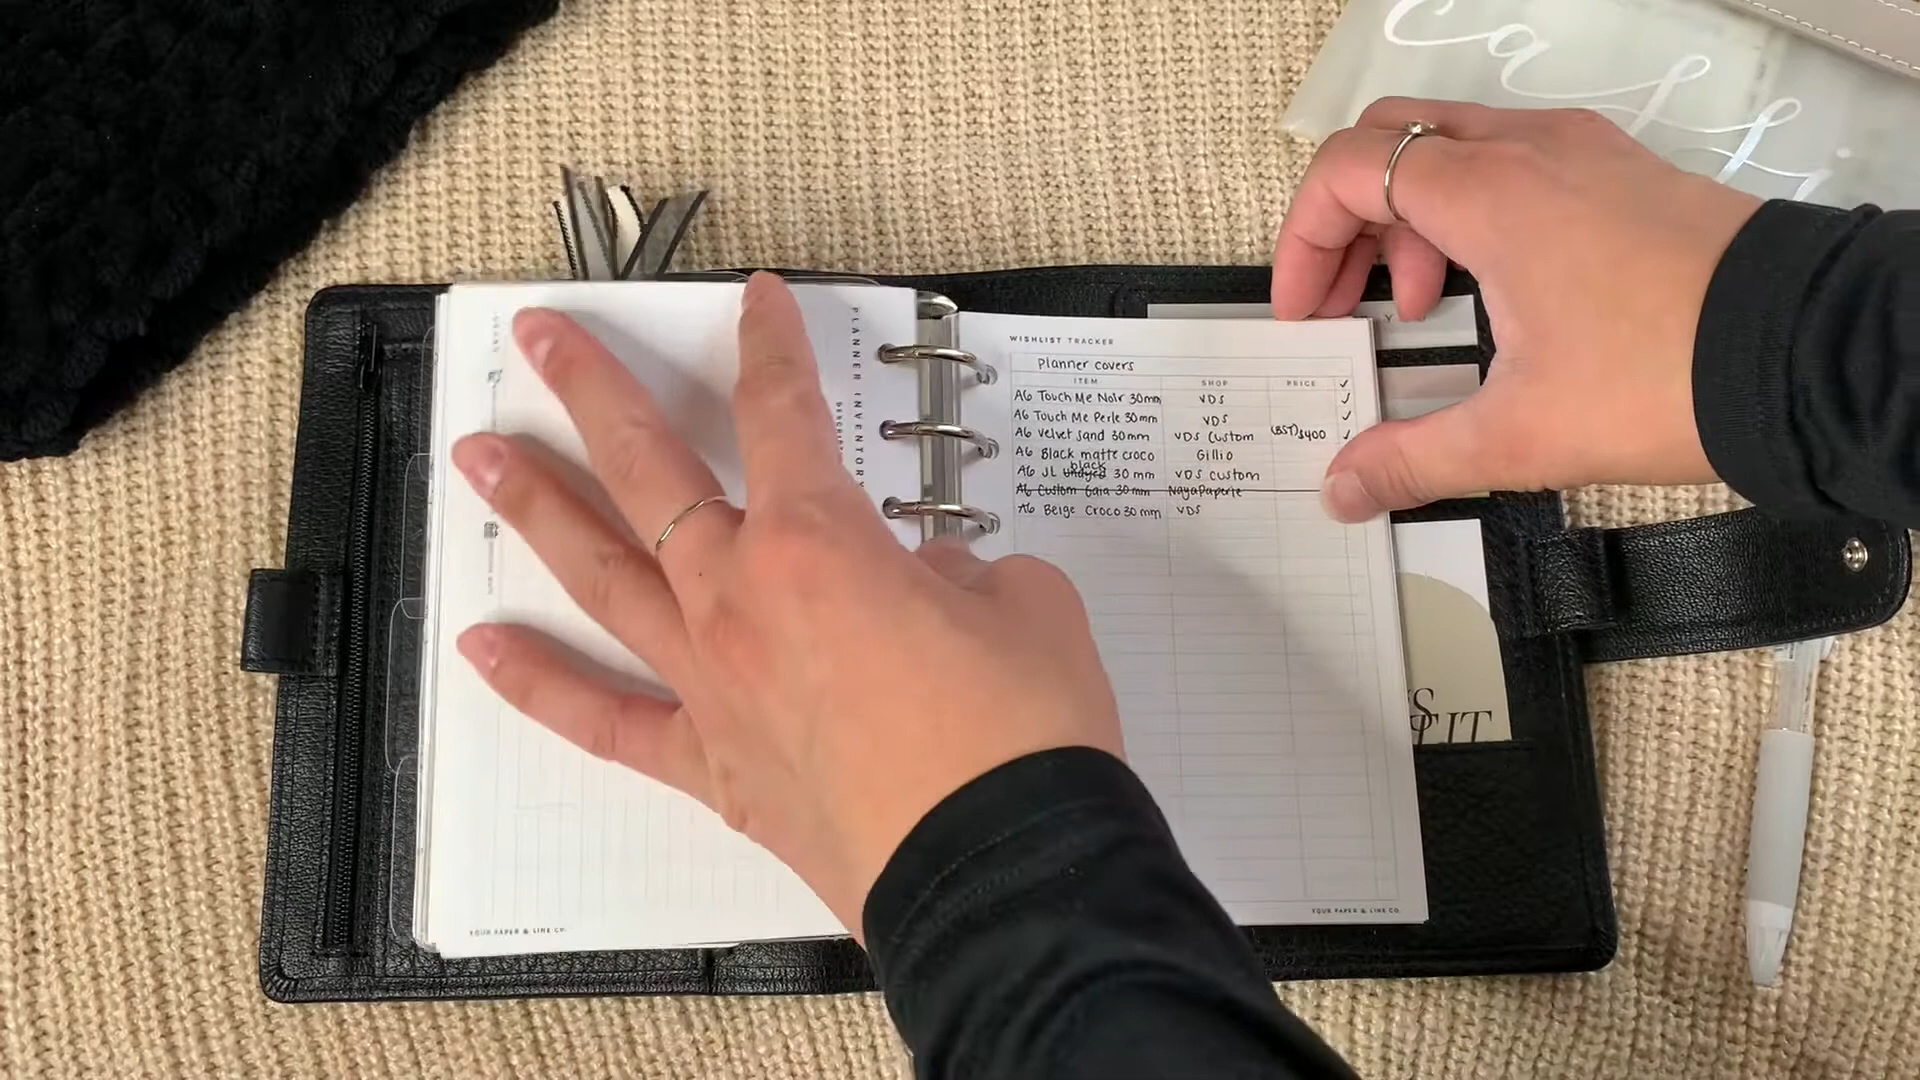 cash
PLANNER INVENTORY
WISHLIST TRACKER
Planner covers
ITEM SHOP PRICE ✓
A6 Touch Me Noir 30mm VDS ✓
A6 Touch Me Perle 30mm VDS ✓
A6 Velvet Sand 30mm VDS Custom (BST) $400 ✓
A6 Black matte croco Gillio
A6 JL undyed black 30 mm VDS custom
A6 Custom Gaia 30mm NayaPaperie
A6 Beige Croco 30mm VDS
FOUR PAPER & LINE CO.
FOUR PAPER & LINE CO.